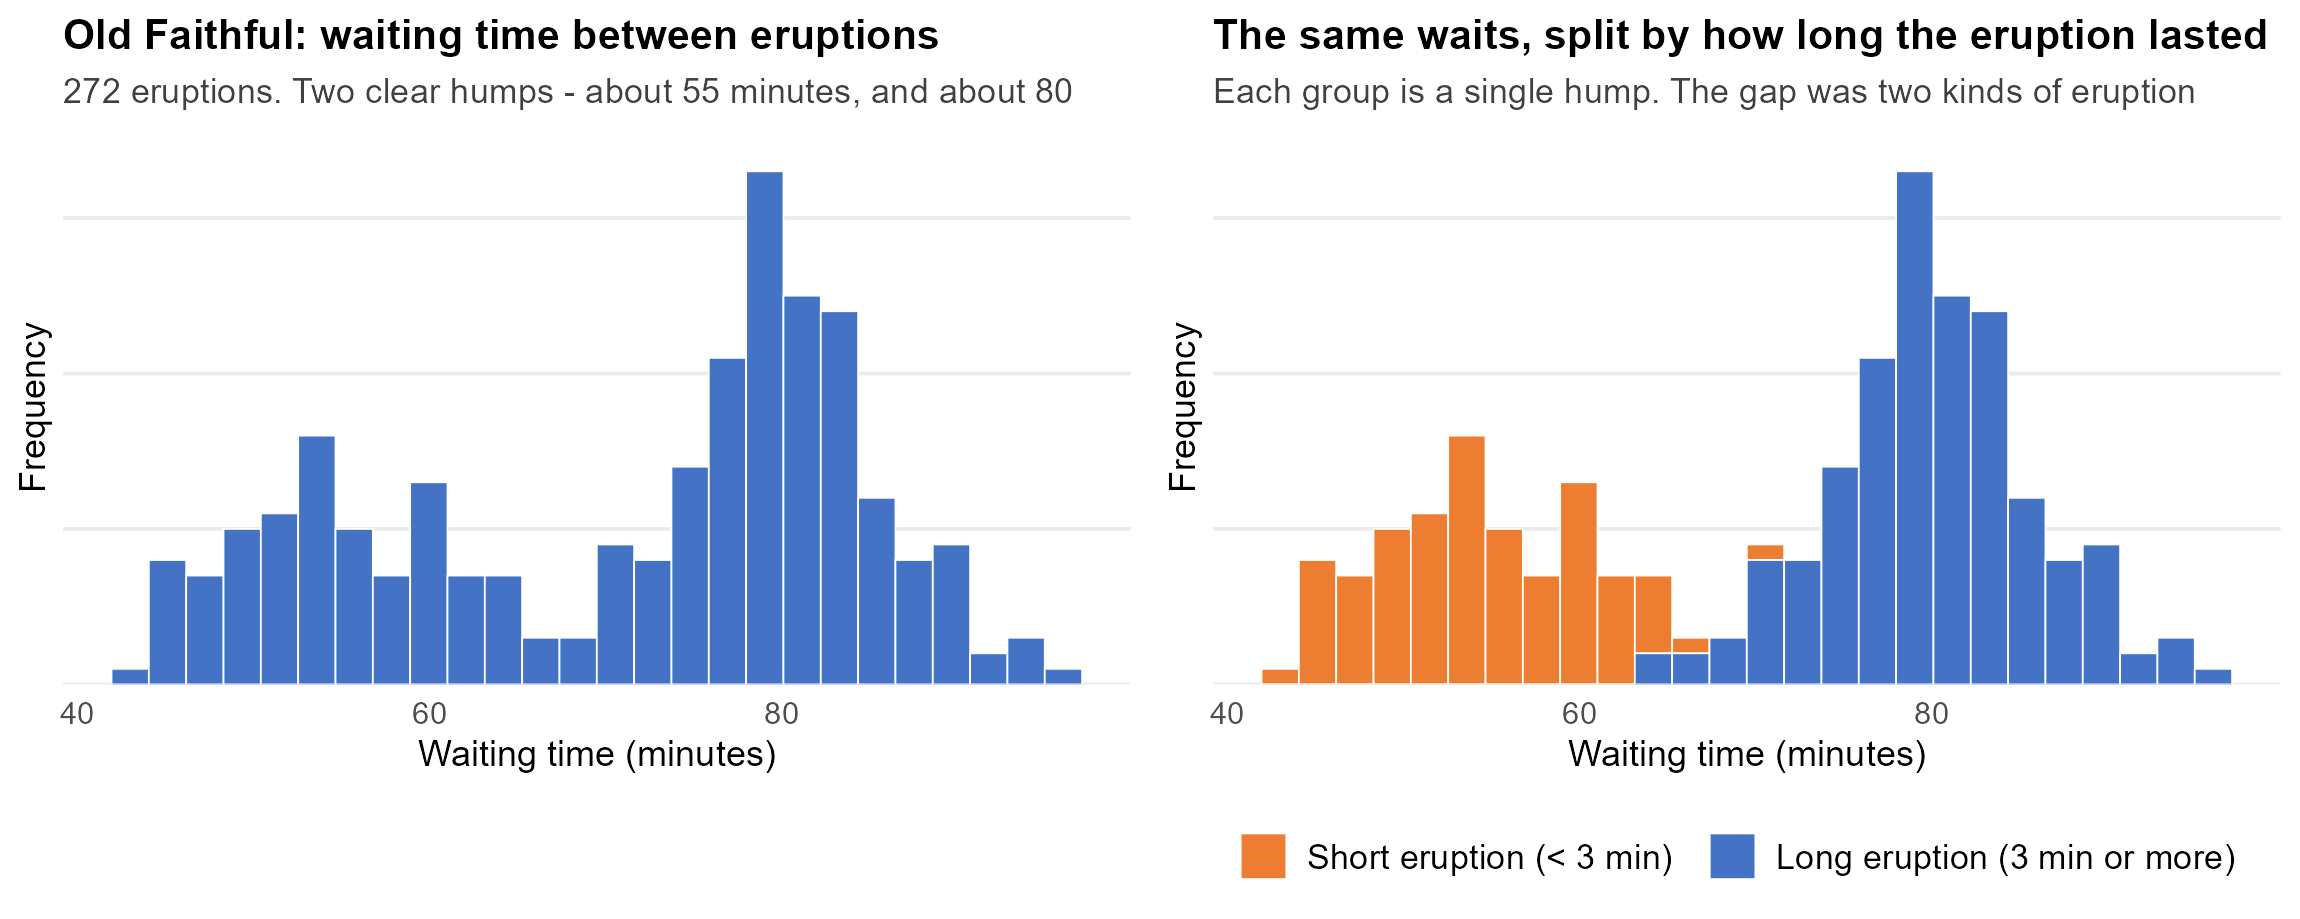 Old Faithful: waiting time between eruptions
272 eruptions. Two clear humps - about 55 minutes, and about 80
Frequency
40 60 80
Waiting time (minutes)
The same waits, split by how long the eruption lasted
Each group is a single hump. The gap was two kinds of eruption
Frequency
40 60 80
Waiting time (minutes)
Short eruption (< 3 min) Long eruption (3 min or more)